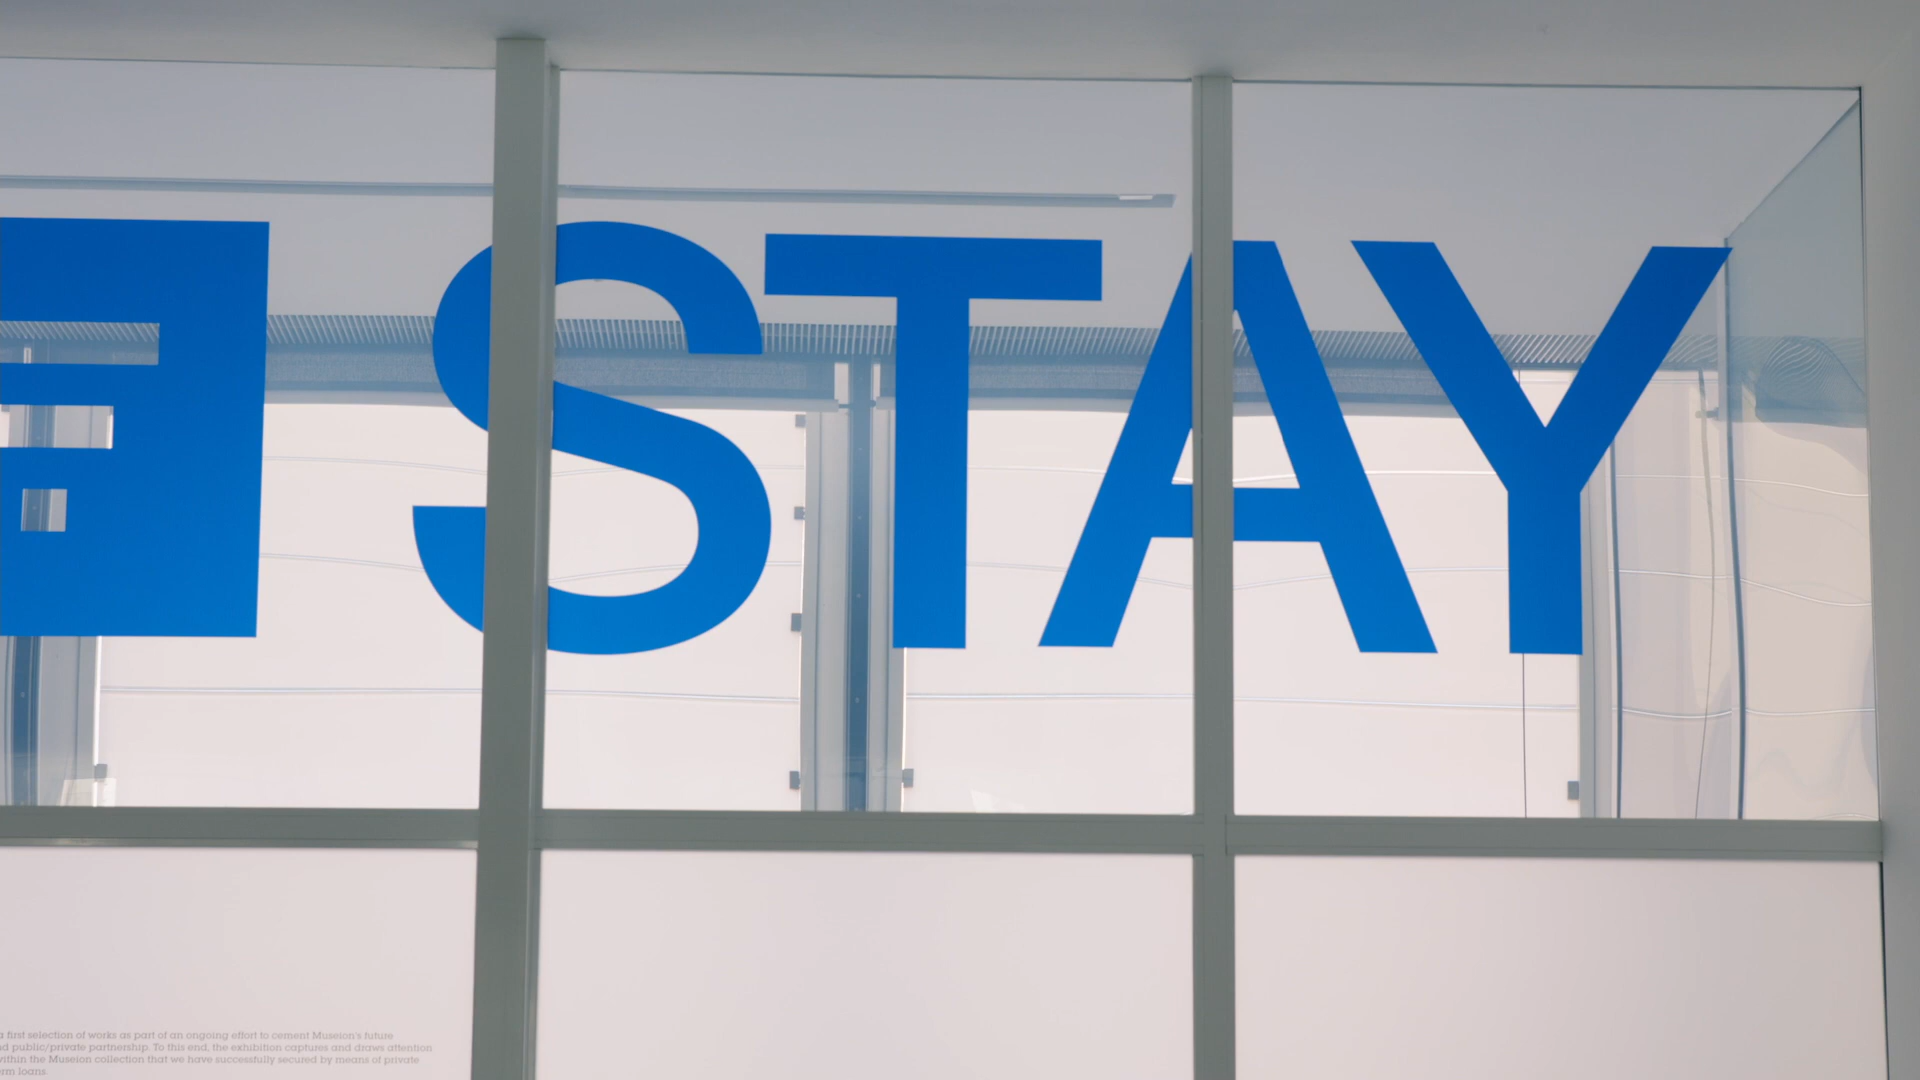 STAY
a first selection of works as part of an ongoing effort to cement Museion's future
public/private partnership. To this end, the exhibition captures and draws attention
within the Museion collection that we have successfully secured by means of private
loans.